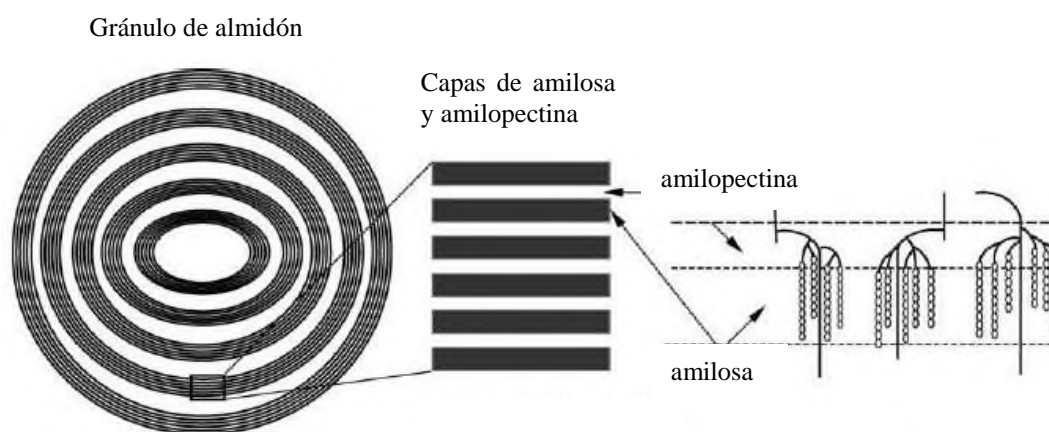 Gránulo de almidón
Capas de amilosa
y amilopectina
amilopectina
amilosa